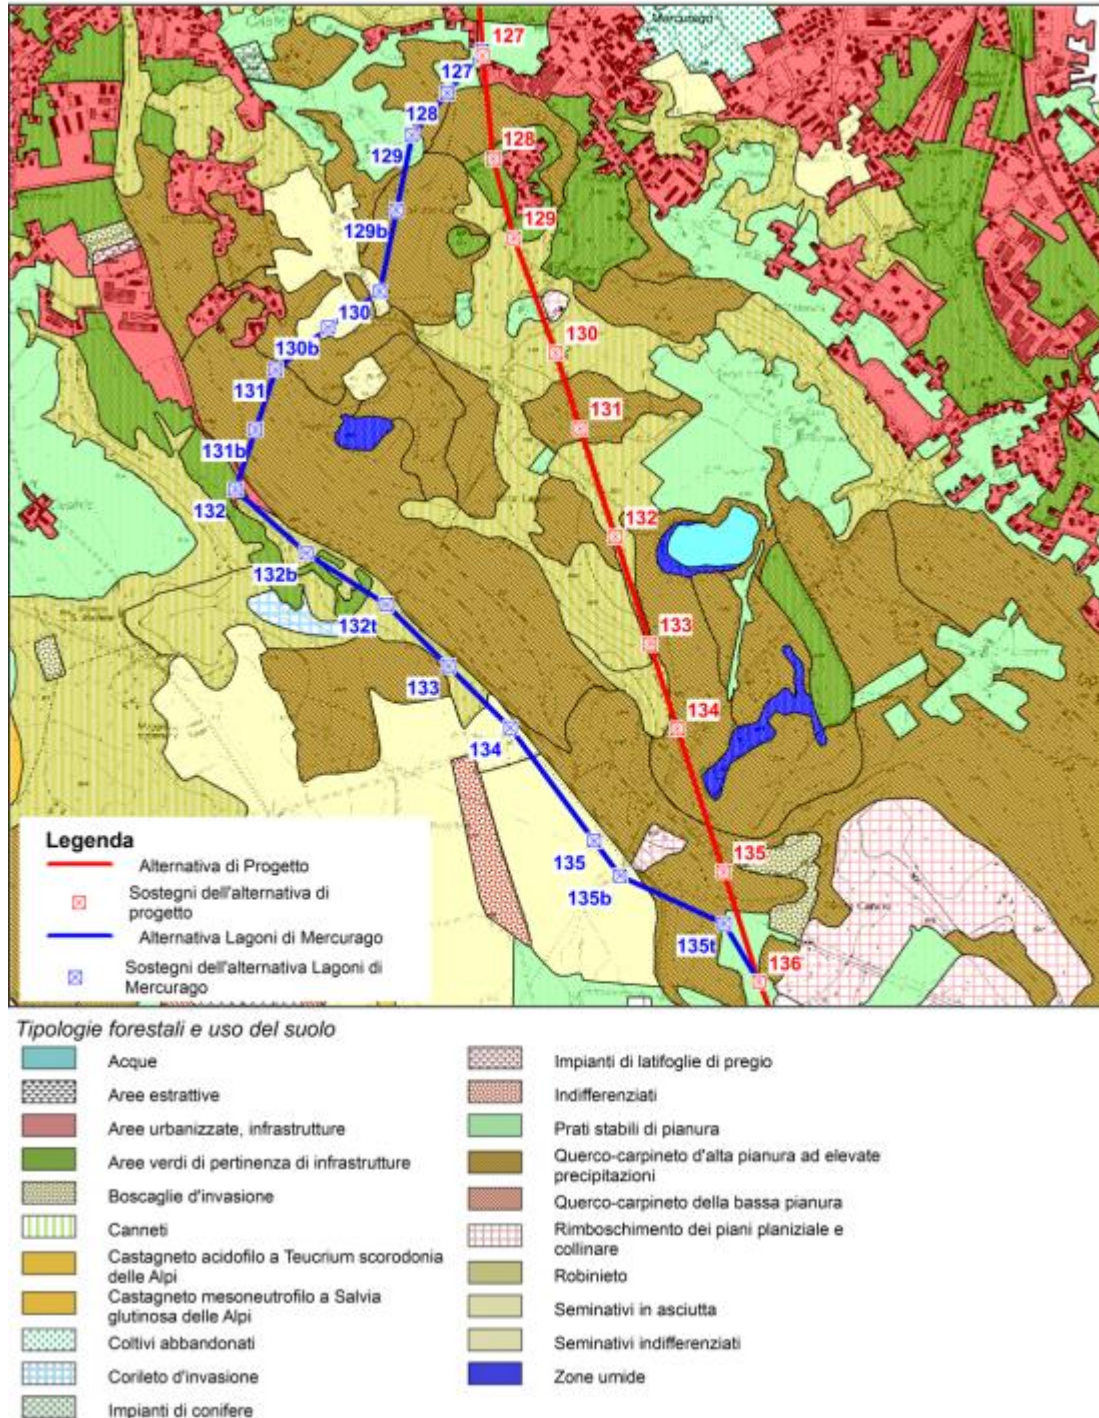 Mercurago
127
127
128
128
129
129
129b
130
130
130b
131
131
131b
132
132
132b
132t
133
133
134
134
135
135
135b
135t
136
Legenda
Alternativa di Progetto
Sostegni dell'alternativa di
progetto
Alternativa Lagoni di Mercurago
Sostegni dell'alternativa Lagoni di
Mercurago
Tipologie forestali e uso del suolo
Acque
Aree estrattive
Aree urbanizzate, infrastrutture
Aree verdi di pertinenza di infrastrutture
Boscaglie d'invasione
Canneti
Castagneto acidofilo a Teucrium scorodonia
delle Alpi
Castagneto mesoneutrofilo a Salvia
glutinosa delle Alpi
Coltivi abbandonati
Corileto d'invasione
Impianti di conifere
Impianti di latifoglie di pregio
Indifferenziati
Prati stabili di pianura
Querco-carpineto d'alta pianura ad elevate
precipitazioni
Querco-carpineto della bassa pianura
Rimboschimento dei piani planiziale e
collinare
Robinieto
Seminativi in asciutta
Seminativi indifferenziati
Zone umide